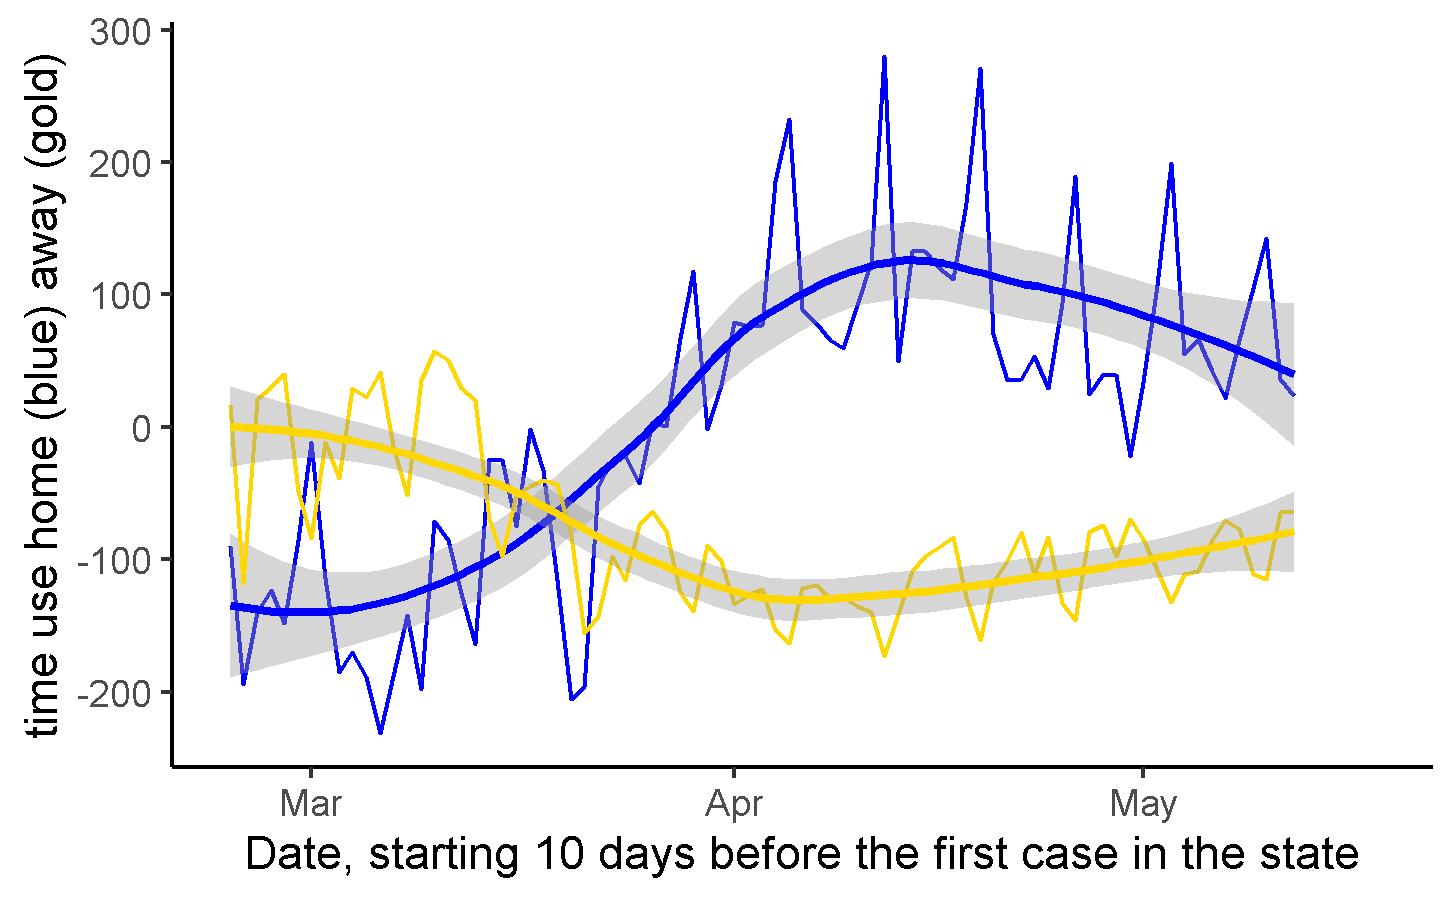 time use home (blue) away (gold)
300
200
100
0
-100
-200
Mar
Apr
May
Date, starting 10 days before the first case in the state